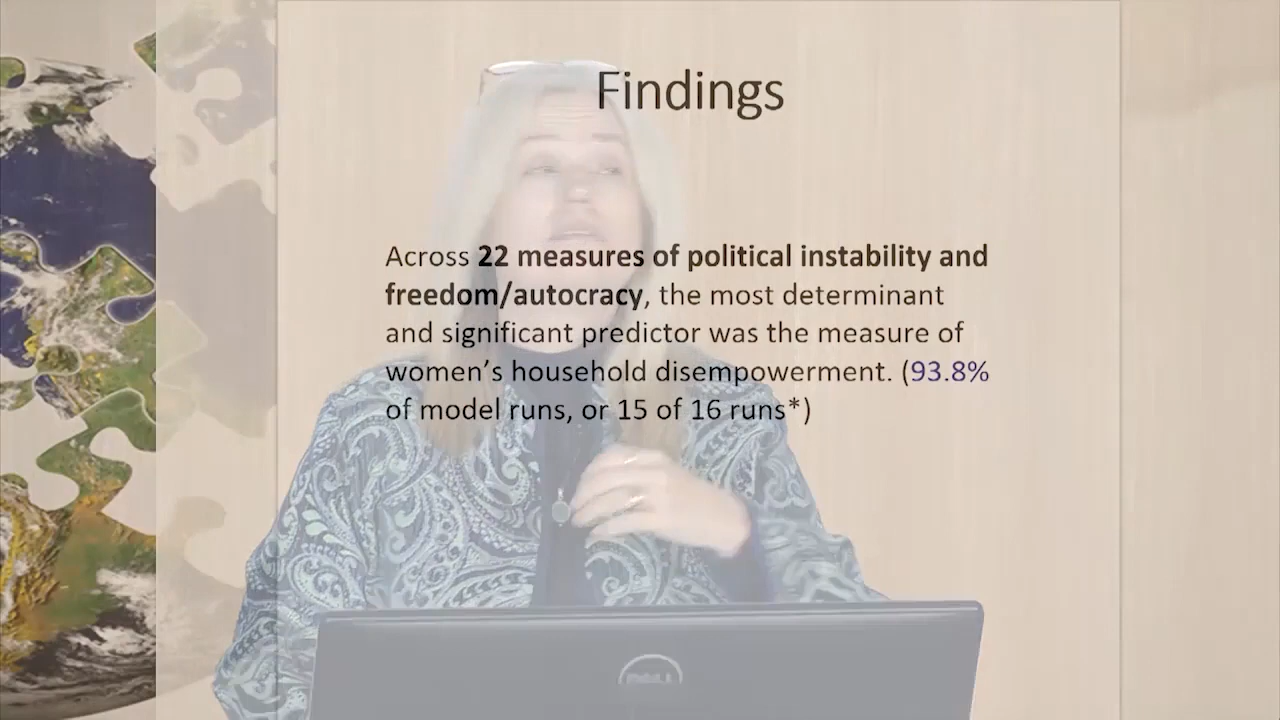 Findings
Across 22 measures of political instability and
freedom/autocracy, the most determinant
and significant predictor was the measure of
women’s household disempowerment. (93.8%
of model runs, or 15 of 16 runs*)
DELL